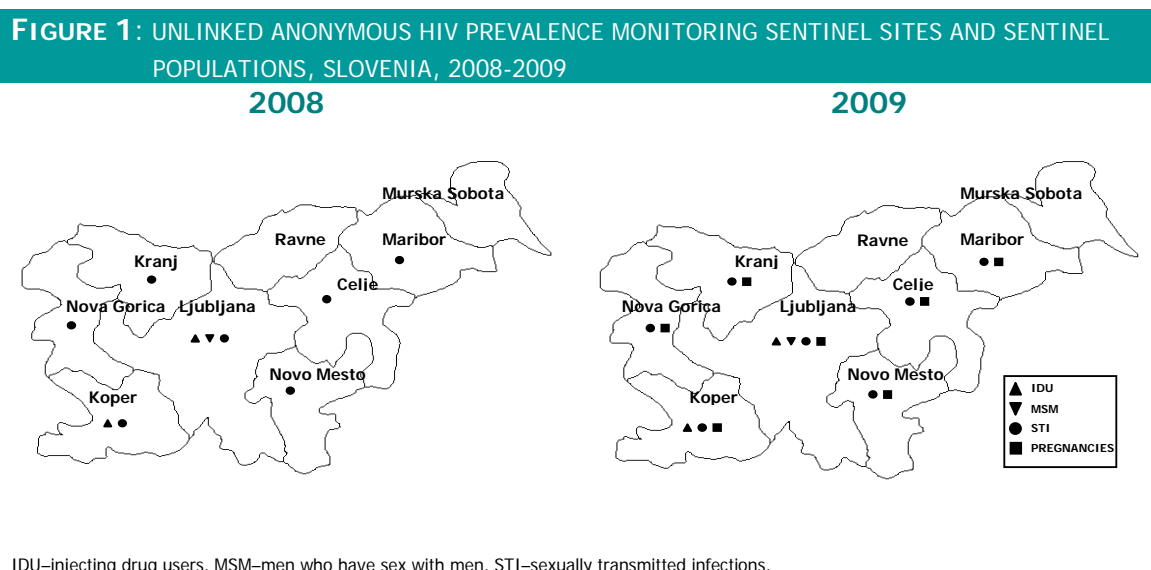 FIGURE 1: UNLINKED ANONYMOUS HIV PREVALENCE MONITORING SENTINEL SITES AND SENTINEL
POPULATIONS, SLOVENIA, 2008-2009
2008
Murska Sobota
Ravne
Maribor
Kranj
Celje
Nova Gorica
Ljubljana
Novo Mesto
Koper
2009
Murska Sobota
Ravne
Maribor
Kranj
Celje
Nova Gorica
Ljubljana
Novo Mesto
Koper
IDU
MSM
STI
PREGNANCIES
IDU–injecting drug users, MSM–men who have sex with men, STI–sexually transmitted infections.